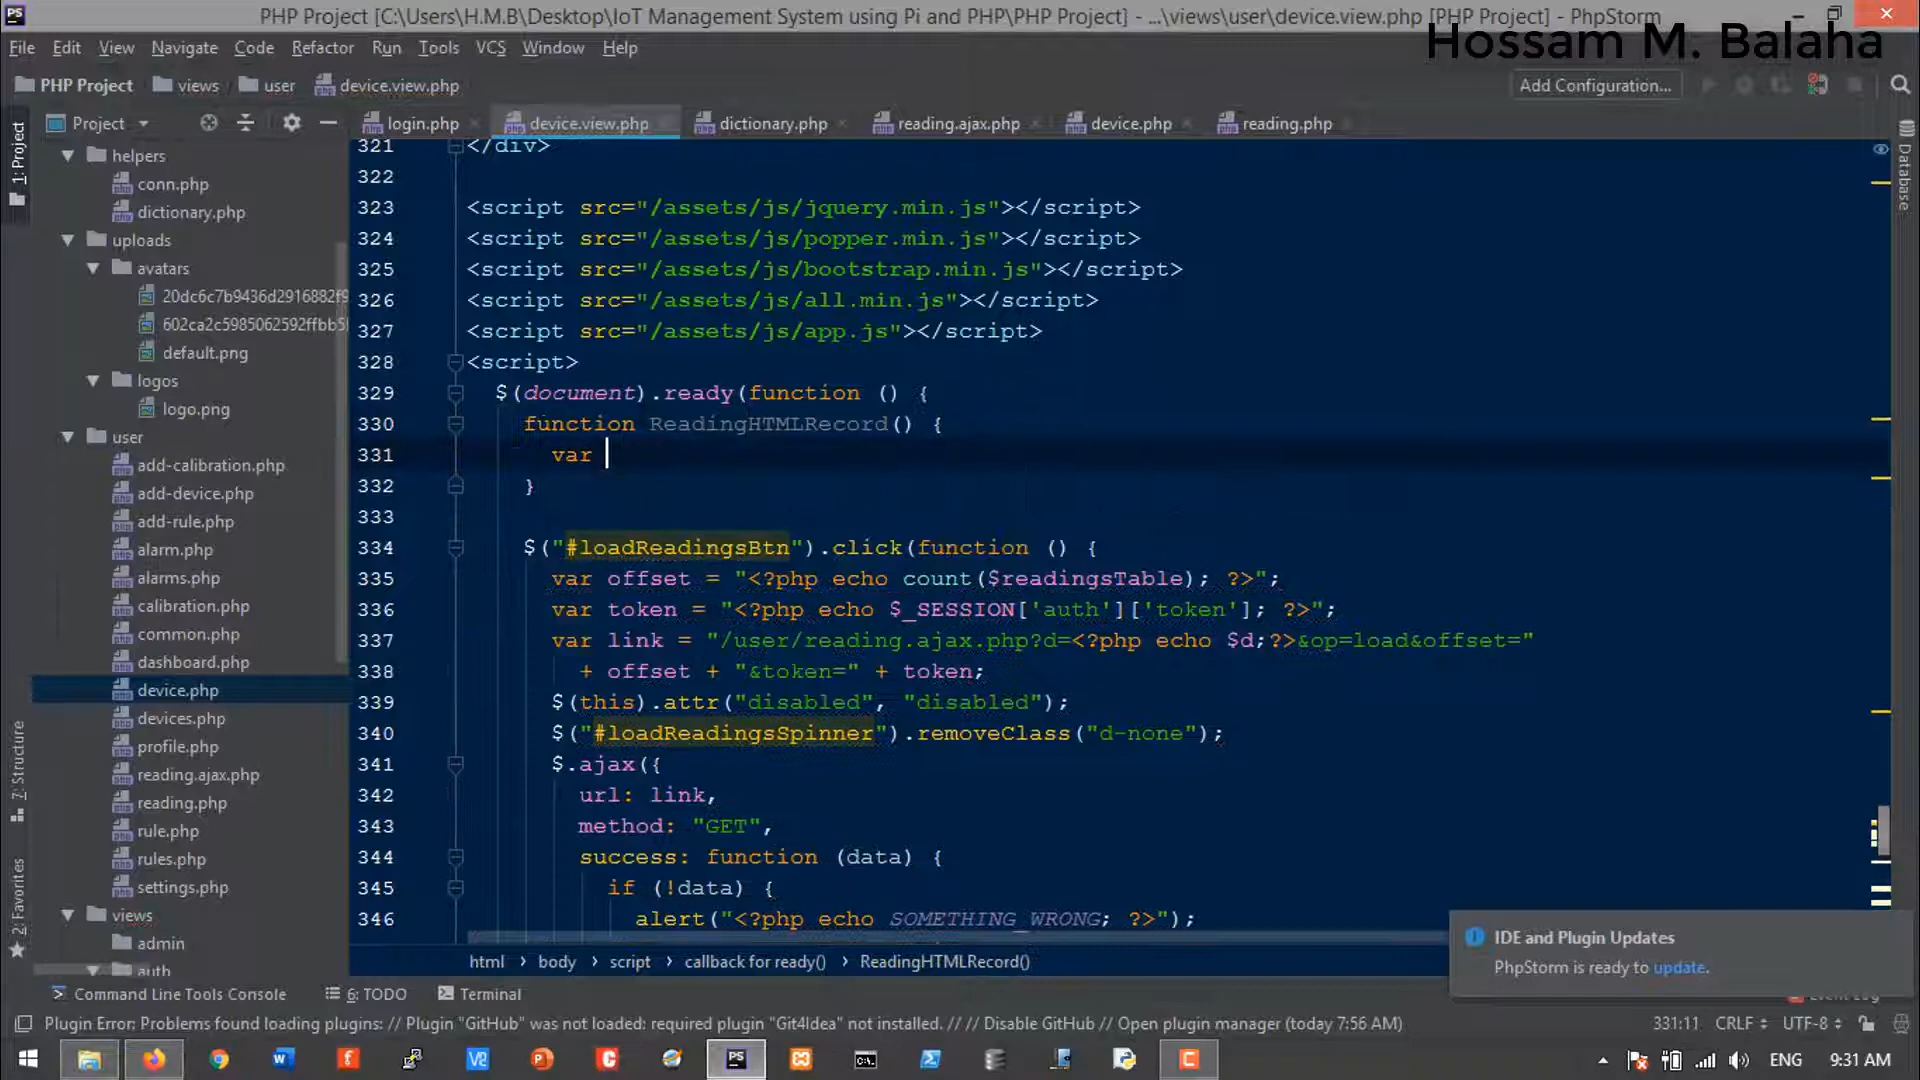 PHP Project [C:\Users\H.M.B\Desktop\IoT Management System using Pi and PHP\PHP Project] - ...\views\user\device.view.php [PHP Project] - PhpStorm
Hossam M. Balaha
File Edit View Navigate Code Refactor Run Tools VCS Window Help
PHP Project views user device.view.php Add Configuration...
Project login.php device.view.php dictionary.php reading.ajax.php device.php reading.php
1: Project
7: Structure
2: Favorites
Database
helpers
conn.php
dictionary.php
uploads
avatars
20dc6c7b9436d2916882f9
602ca2c5985062592ffbb5
default.png
logos
logo.png
user
add-calibration.php
add-device.php
add-rule.php
alarm.php
alarms.php
calibration.php
common.php
dashboard.php
device.php
devices.php
profile.php
reading.ajax.php
reading.php
rule.php
rules.php
settings.php
views
admin
auth
321 </div>
322
323 <script src="/assets/js/jquery.min.js"></script>
324 <script src="/assets/js/popper.min.js"></script>
325 <script src="/assets/js/bootstrap.min.js"></script>
326 <script src="/assets/js/all.min.js"></script>
327 <script src="/assets/js/app.js"></script>
328 <script>
329 $(document).ready(function () {
330 function ReadingHTMLRecord() {
331 var
332 }
333
334 $("#loadReadingsBtn").click(function () {
335 var offset = "<?php echo count($readingsTable); ?>";
336 var token = "<?php echo $_SESSION['auth']['token']; ?>";
337 var link = "/user/reading.ajax.php?d=<?php echo $d;?>&op=load&offset="
338 + offset + "&token=" + token;
339 $(this).attr("disabled", "disabled");
340 $("#loadReadingsSpinner").removeClass("d-none");
341 $.ajax({
342 url: link,
343 method: "GET",
344 success: function (data) {
345 if (!data) {
346 alert("<?php echo SOMETHING_WRONG; ?>");
html body script callback for ready() ReadingHTMLRecord()
IDE and Plugin Updates
PhpStorm is ready to update.
Command Line Tools Console 6: TODO Terminal
Plugin Error: Problems found loading plugins: // Plugin "GitHub" was not loaded: required plugin "Git4Idea" not installed. // // Disable GitHub // Open plugin manager (today 7:56 AM) 331:11 CRLF UTF-8
ENG 9:31 AM